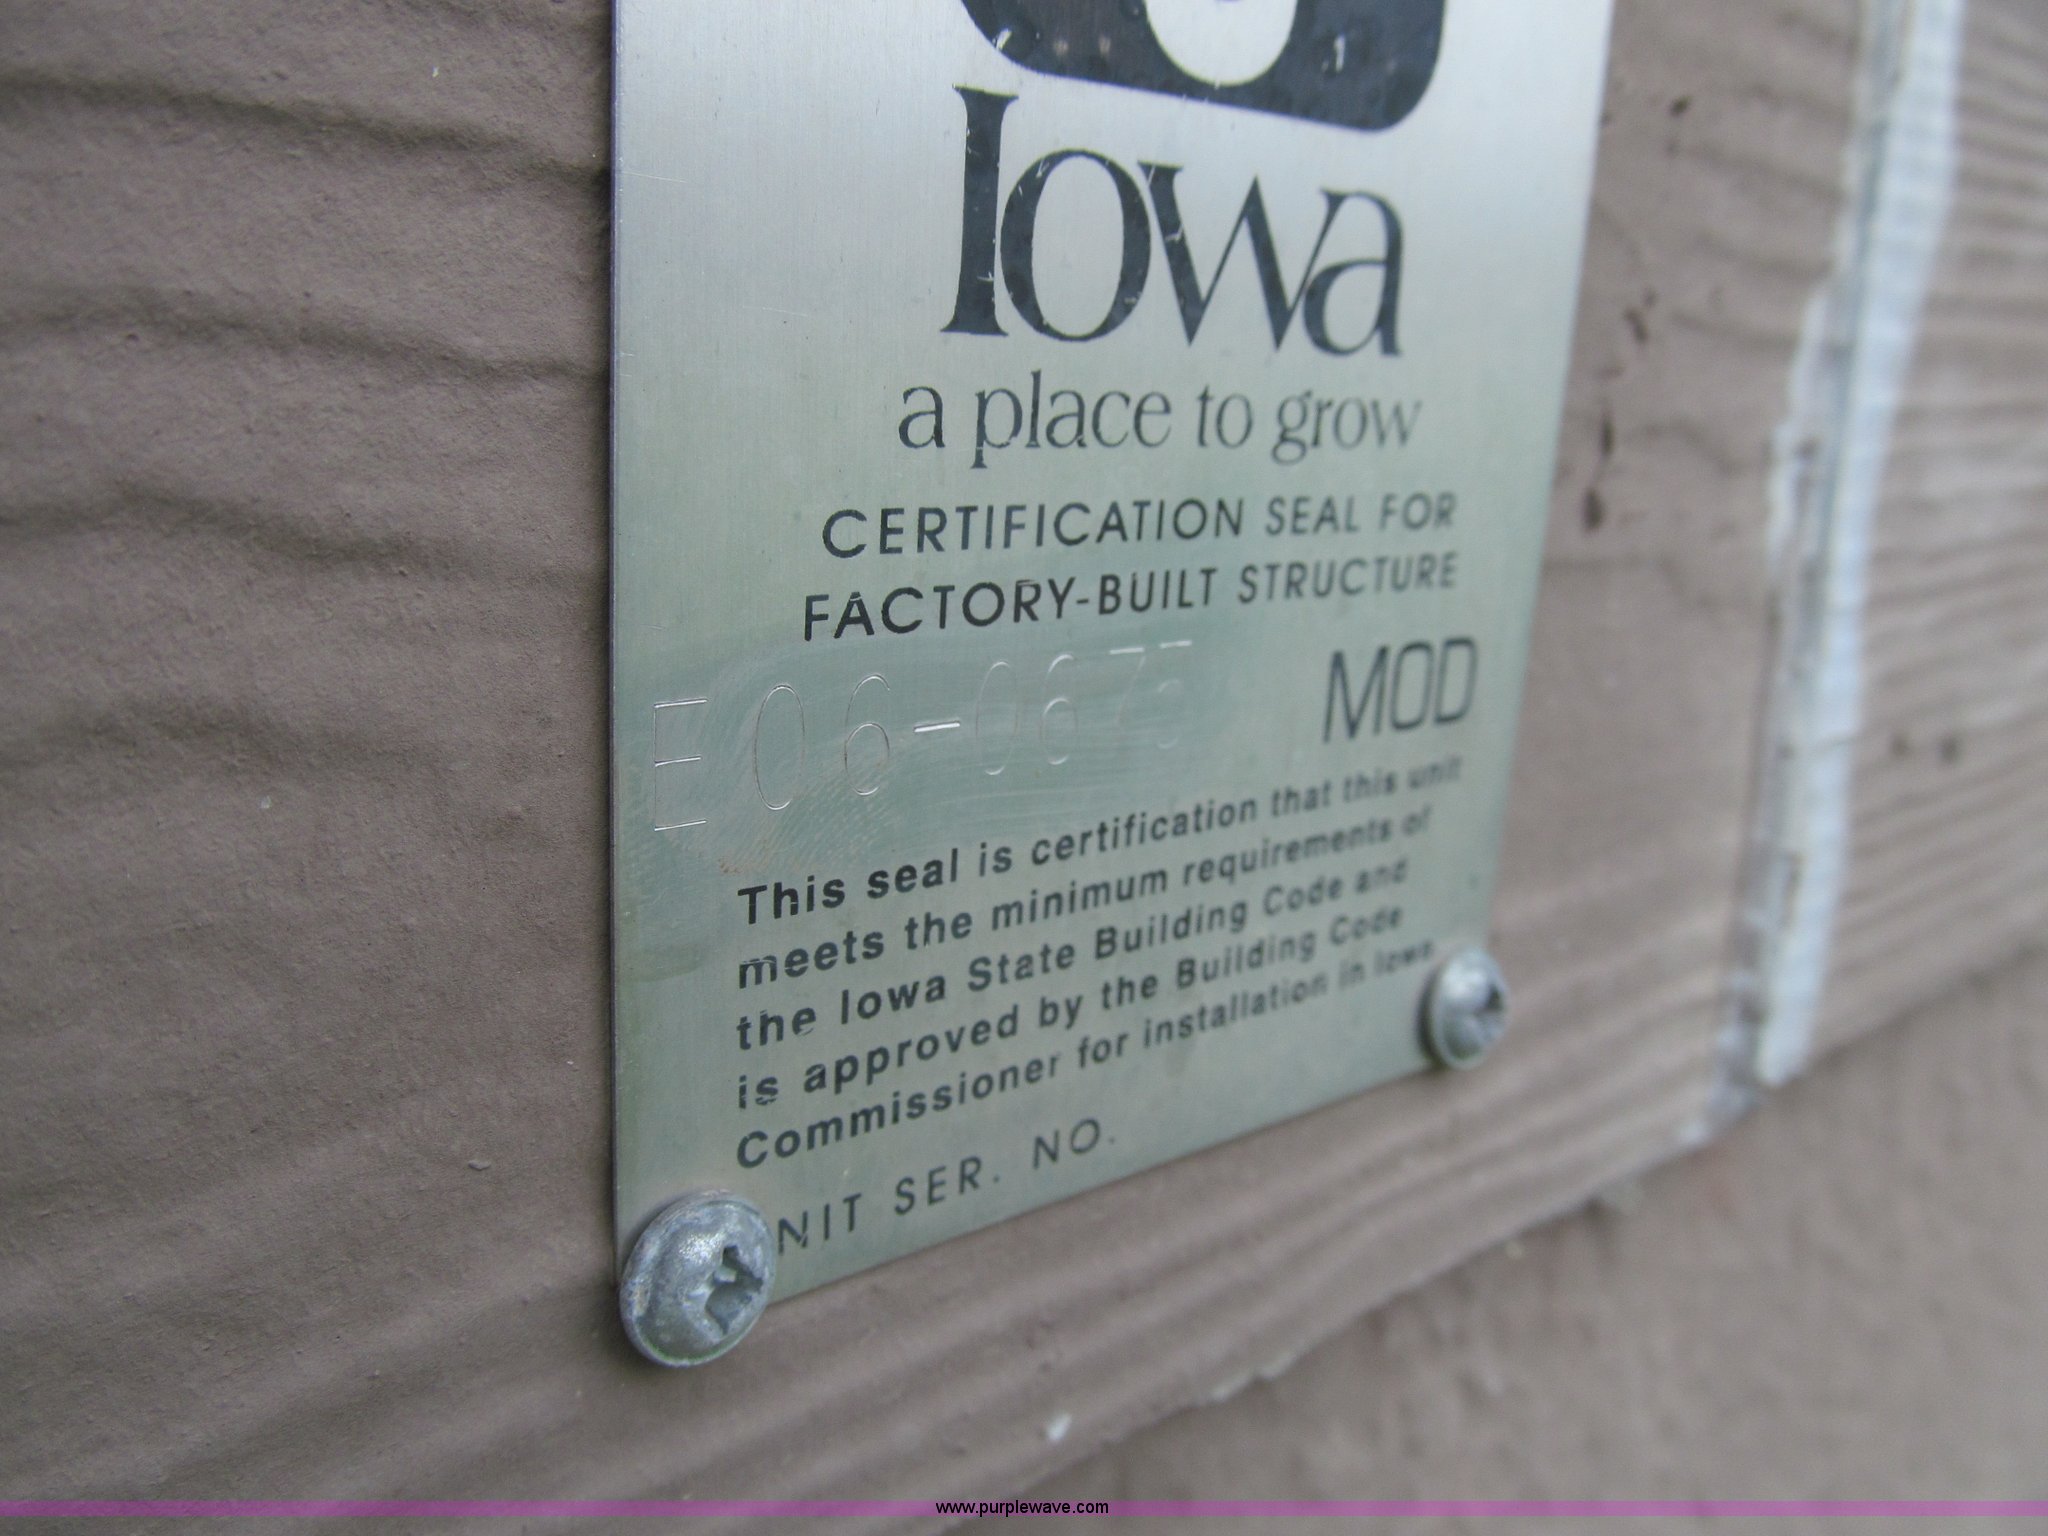 Iowa
a place to grow
CERTIFICATION SEAL FOR
FACTORY-BUILT STRUCTURE
MOD
This seal is certification that this unit
meets the minimum requirements of
the Iowa State Building Code and
is approved by the Building Code
Commissioner for installation in Iowa
NIT SER. NO.
www.purplewave.com